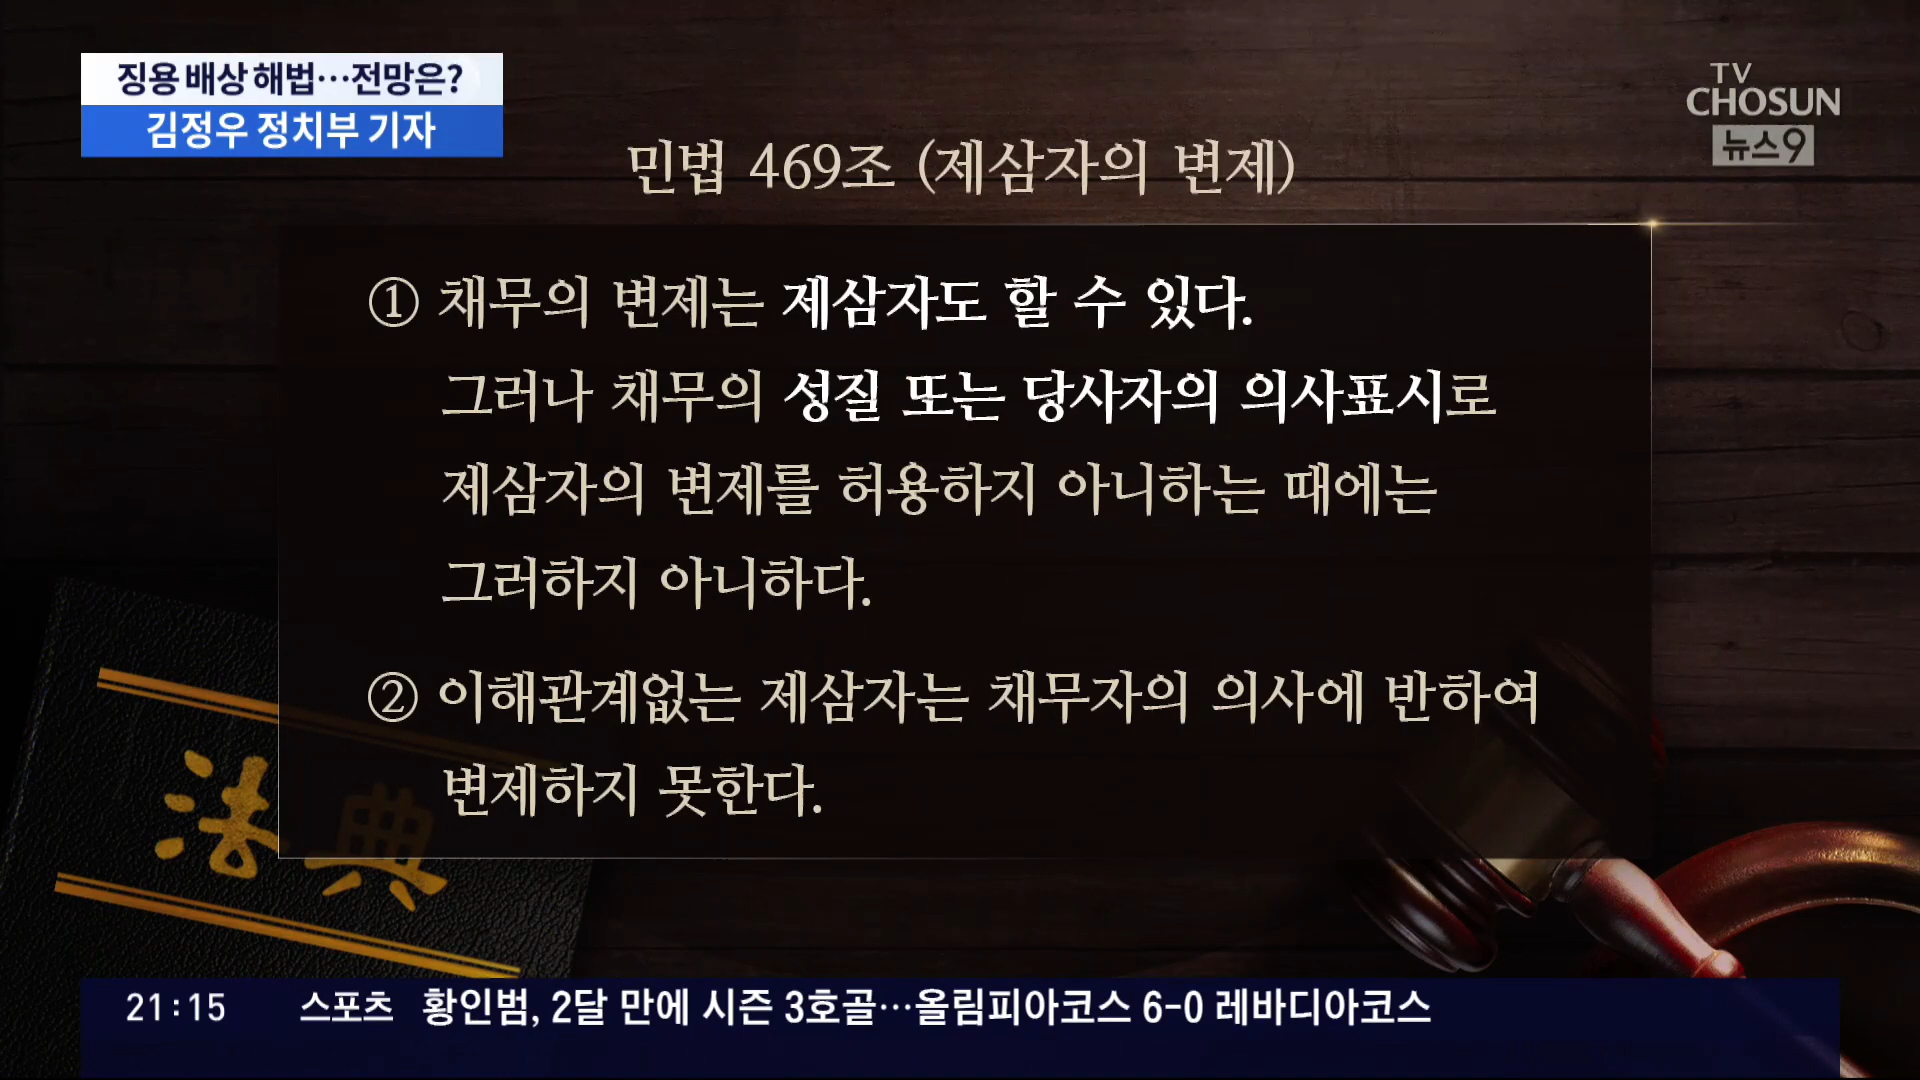 징용 배상 해법…전망은?
김정우 정치부 기자
TV
CHOSUN
뉴스9
민법 469조 (제삼자의 변제)
① 채무의 변제는 제삼자도 할 수 있다.
그러나 채무의 성질 또는 당사자의 의사표시로
제삼자의 변제를 허용하지 아니하는 때에는
그러하지 아니하다.
② 이해관계없는 제삼자는 채무자의 의사에 반하여
변제하지 못한다.
法典
21:15 스포츠 황인범, 2달 만에 시즌 3호골…올림피아코스 6-0 레바디아코스